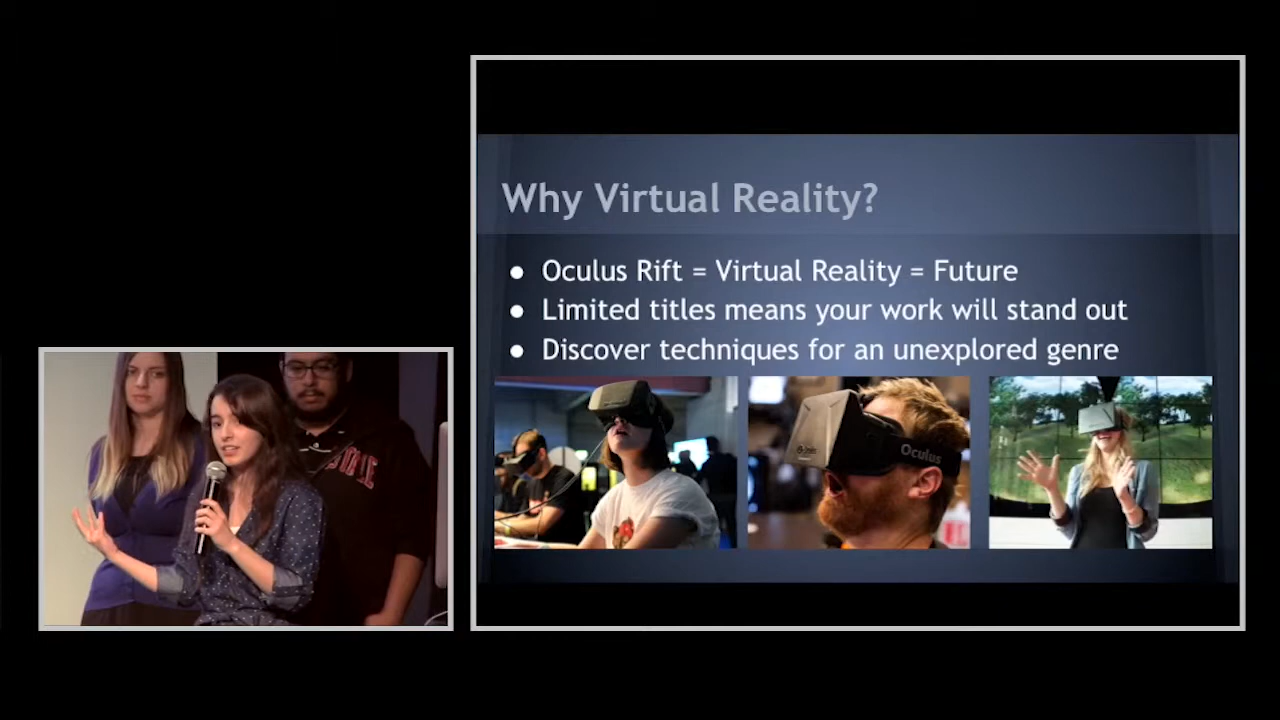 Why Virtual Reality?
● Oculus Rift = Virtual Reality = Future
● Limited titles means your work will stand out
● Discover techniques for an unexplored genre
Oculus